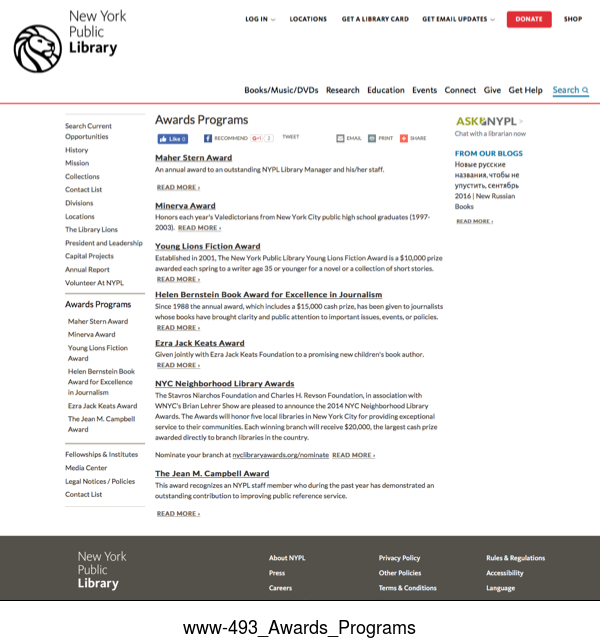 New York
Public
Library
LOG IN
LOCATIONS
GET A LIBRARY CARD
GET EMAIL UPDATES
DONATE
SHOP
Books/Music/DVDs
Research
Education
Events
Connect
Give
Get Help
Search
Search Current
Opportunities
History
Mission
Collections
Contact List
Divisions
Locations
The Library Lions
President and Leadership
Capital Projects
Annual Report
Volunteer At NYPL
Awards Programs
Maher Stern Award
Minerva Award
Young Lions Fiction
Award
Helen Bernstein Book
Award for Excellence
in Journalism
Ezra Jack Keats Award
The Jean M. Campbell
Award
Fellowships & Institutes
Media Center
Legal Notices / Policies
Contact List
Awards Programs
Like 0
RECOMMEND
G+1
2
TWEET
EMAIL
PRINT
SHARE
Maher Stern Award
An annual award to an outstanding NYPL Library Manager and his/her staff.
READ MORE ›
Minerva Award
Honors each year's Valedictorians from New York City public high school graduates (1997-
2003). READ MORE ›
Young Lions Fiction Award
Established in 2001, The New York Public Library Young Lions Fiction Award is a $10,000 prize
awarded each spring to a writer age 35 or younger for a novel or a collection of short stories.
READ MORE ›
Helen Bernstein Book Award for Excellence in Journalism
Since 1988 the annual award, which includes a $15,000 cash prize, has been given to journalists
whose books have brought clarity and public attention to important issues, events, or policies.
READ MORE ›
Ezra Jack Keats Award
Given jointly with Ezra Jack Keats Foundation to a promising new children's book author.
READ MORE ›
NYC Neighborhood Library Awards
The Stavros Niarchos Foundation and Charles H. Revson Foundation, in association with
WNYC's Brian Lehrer Show are pleased to announce the 2014 NYC Neighborhood Library
Awards. The Awards will honor five local libraries in New York City for providing exceptional
service to their communities. Each winning branch will receive $20,000, the largest cash prize
awarded directly to branch libraries in the country.
Nominate your branch at nyclibraryawards.org/nominate READ MORE ›
The Jean M. Campbell Award
This award recognizes an NYPL staff member who during the past year has demonstrated an
outstanding contribution to improving public reference service.
READ MORE ›
ASK NYPL >
Chat with a librarian now
FROM OUR BLOGS
Новые русские
названия, чтобы не
упустить, сентябрь
2016 | New Russian
Books
READ MORE ›
New York
Public
Library
About NYPL
Press
Careers
Privacy Policy
Other Policies
Terms & Conditions
Rules & Regulations
Accessibility
Language
www-493_Awards_Programs